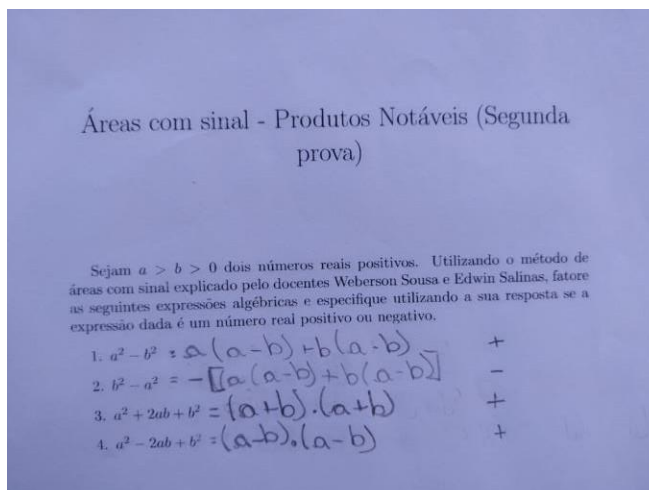 Áreas com sinal - Produtos Notáveis (Segunda
prova)
Sejam a > b > 0 dois números reais positivos. Utilizando o método de
áreas com sinal explicado pelo docentes Weberson Sousa e Edwin Salinas, fatore
as seguintes expressões algébricas e especifique utilizando a sua resposta se a
expressão dada é um número real positivo ou negativo.
1. a² − b² = a(a-b)+b(a-b) +
2. b² − a² = -[a(a-b)+b(a-b)] −
3. a² + 2ab + b² = (a+b).(a+b) +
4. a² − 2ab + b² = (a-b).(a-b) +